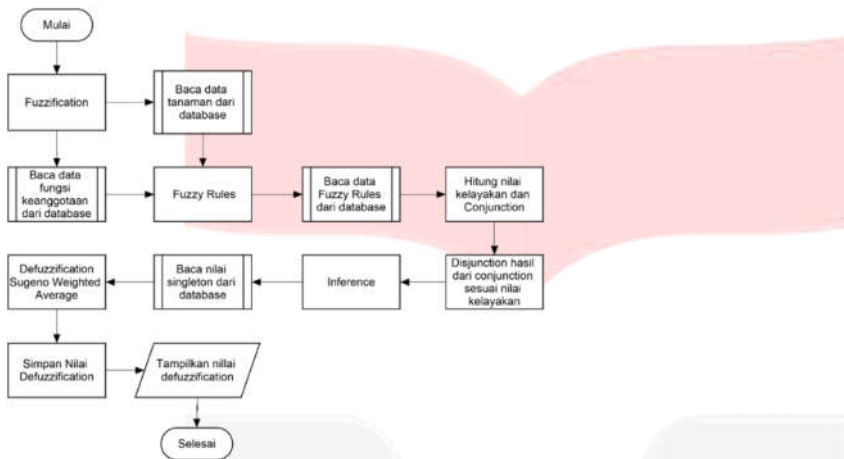 Mulai
Fuzzification
Baca data
tanaman dari
database
Baca data
fungsi
keanggotaan
dari database
Fuzzy Rules
Baca data
Fuzzy Rules
dari database
Hitung nilai
kelayakan dan
Conjunction
Defuzzification
Sugeno Weighted
Average
Baca nilai
singleton dari
database
Inference
Disjunction hasil
dari conjunction
sesuai nilai
kelayakan
Simpan Nilai
Defuzzification
Tampilkan nillai
defuzzification
Selesai